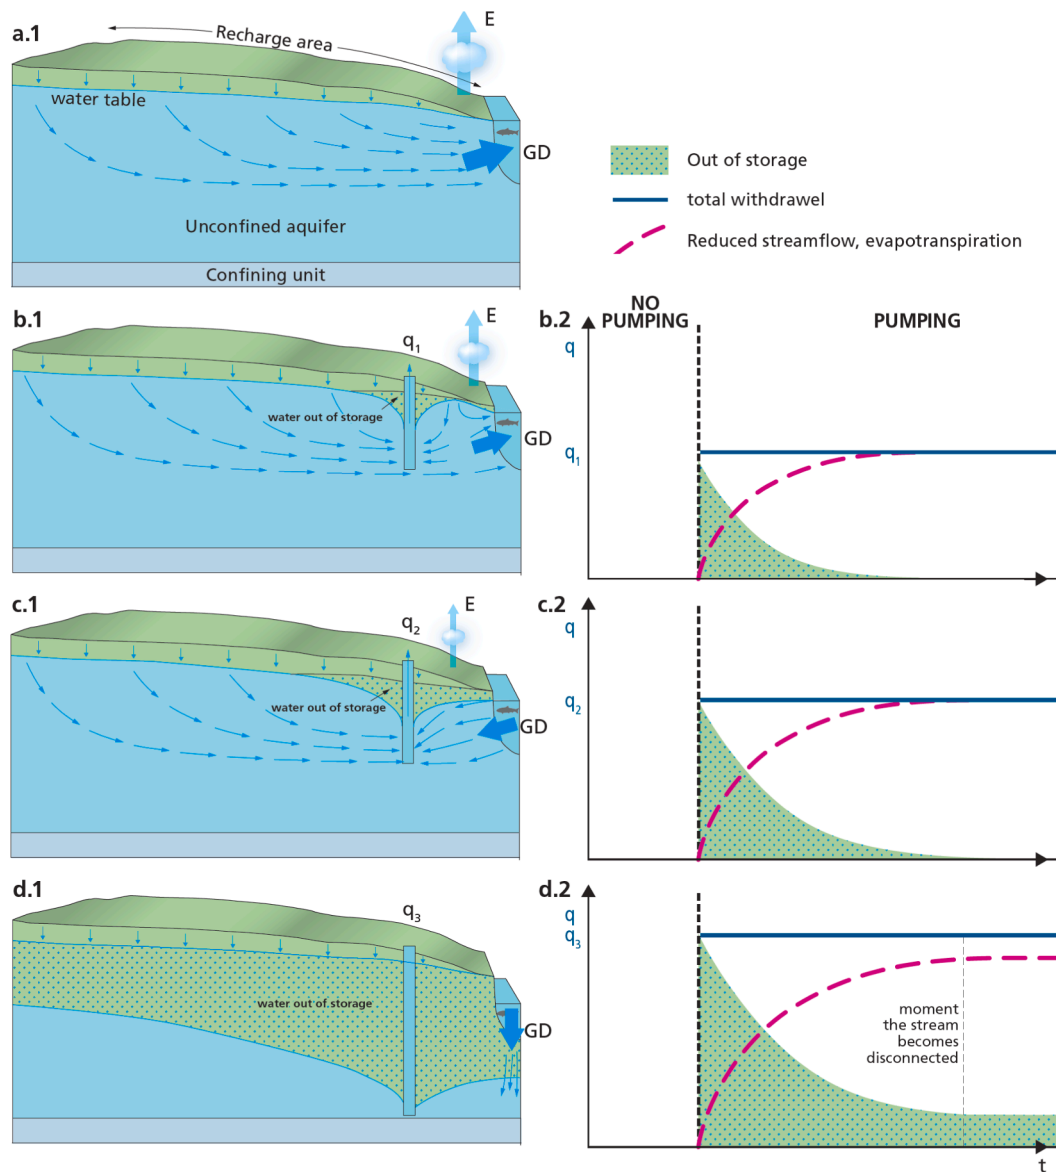 a.1
Recharge area
E
water table
GD
Unconfined aquifer
Confining unit
Out of storage
total withdrawel
Reduced streamflow, evapotranspiration
b.1
E
q1
water out of storage
GD
b.2
NO
PUMPING
PUMPING
q
q1
c.1
E
q2
water out of storage
GD
c.2
q
q2
d.1
q3
water out of storage
GD
d.2
q
q3
moment
the stream
becomes
disconnected
t